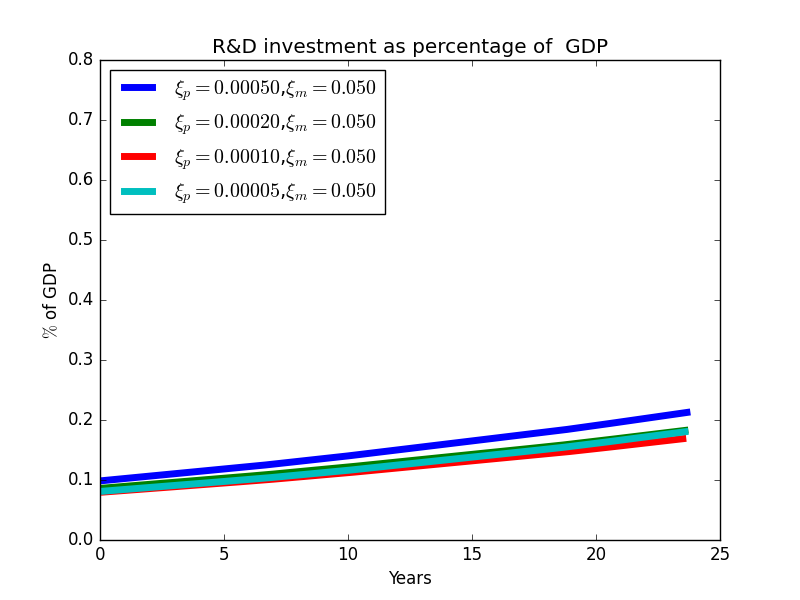 R&D investment as percentage of  GDP
0.8
0.7
0.6
0.5
0.4
0.3
0.2
0.1
0.0
% of GDP
ξₚ = 0.00050,ξₘ = 0.050
ξₚ = 0.00020,ξₘ = 0.050
ξₚ = 0.00010,ξₘ = 0.050
ξₚ = 0.00005,ξₘ = 0.050
0 5 10 15 20 25
Years